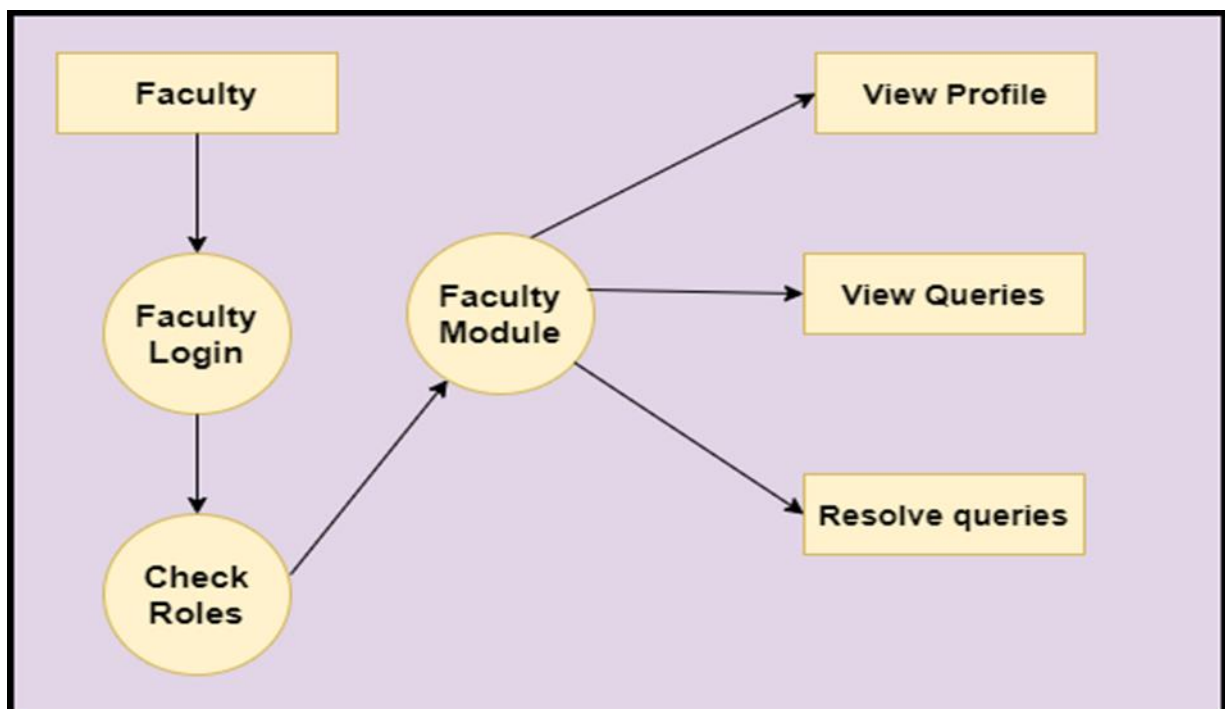 Faculty
Faculty
Login
Check
Roles
Faculty
Module
View Profile
View Queries
Resolve queries